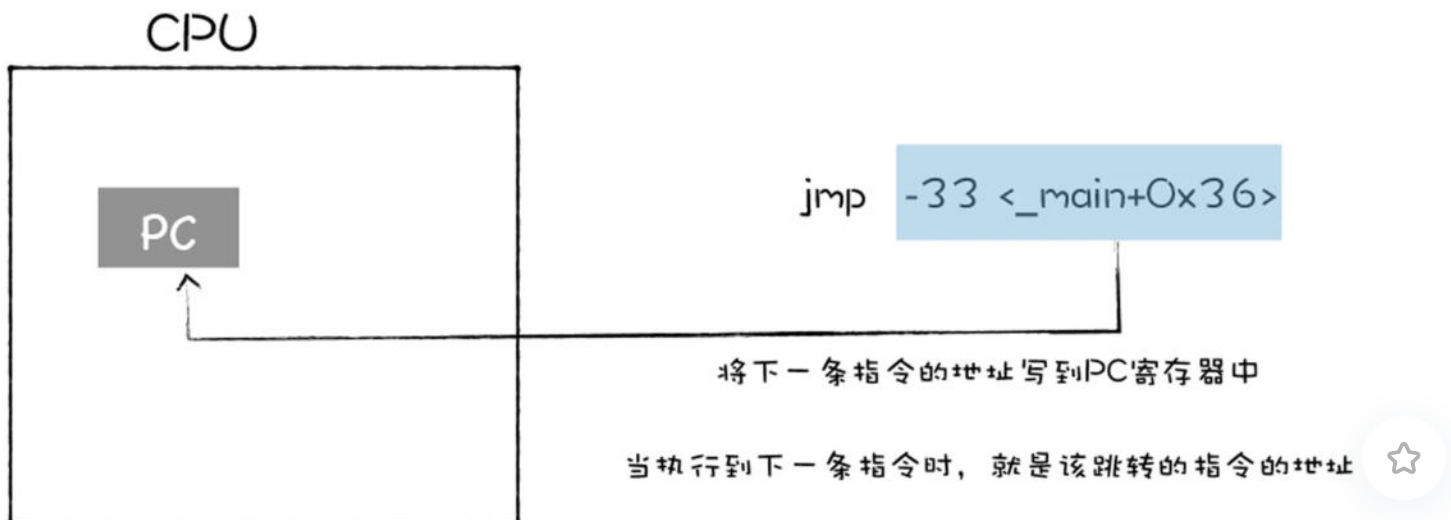 CPU
jmp -33 <_main+0x36>
PC
将下一条指令的地址写到PC寄存器中
当执行到下一条指令时，就是该跳转的指令的地址